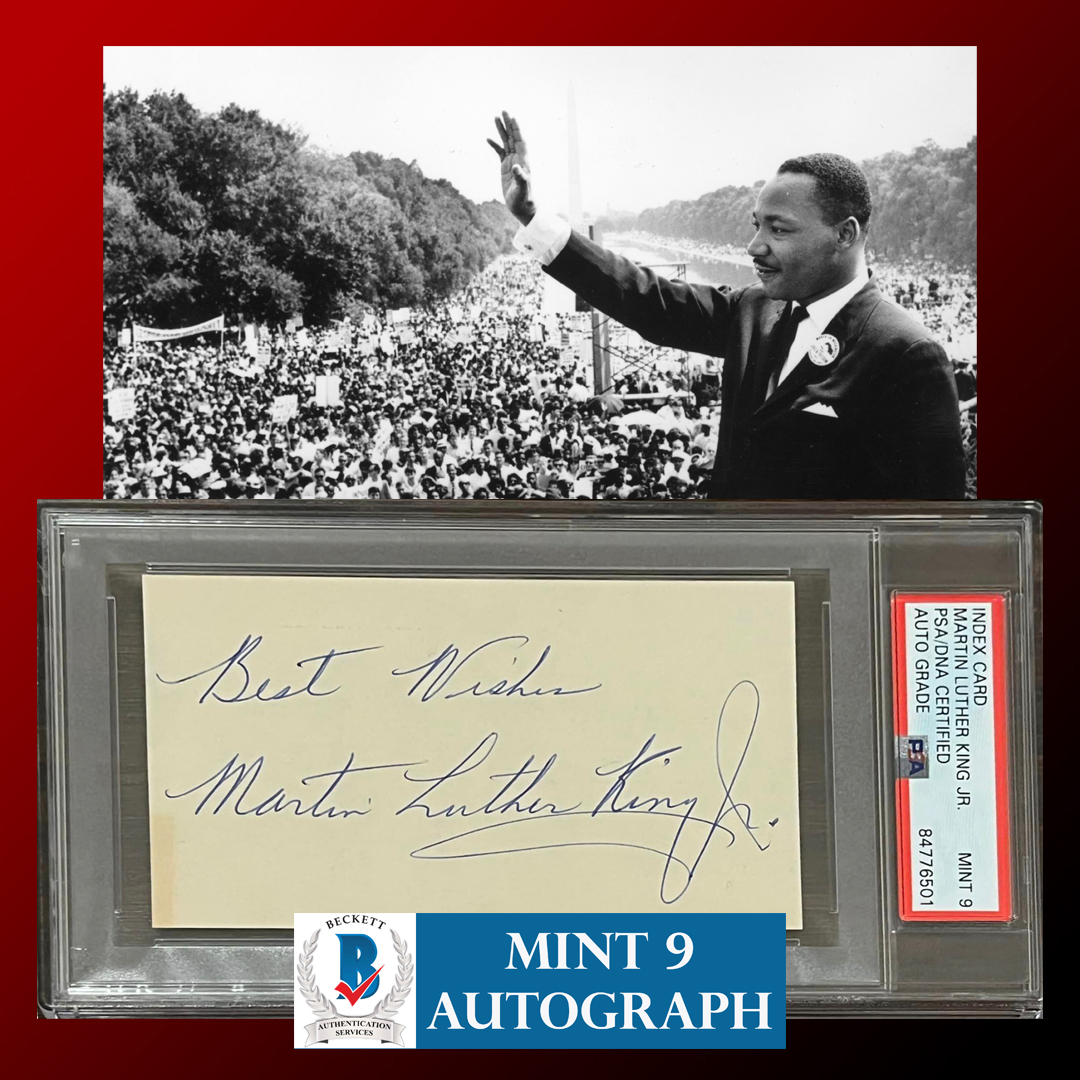 Best Wishes
Martin Luther King Jr.
INDEX CARD
MARTIN LUTHER KING JR.
PSA/DNA CERTIFIED MINT 9
AUTO GRADE 84776501
PSA
BECKETT
B
AUTHENTICATION
SERVICES
MINT 9
AUTOGRAPH